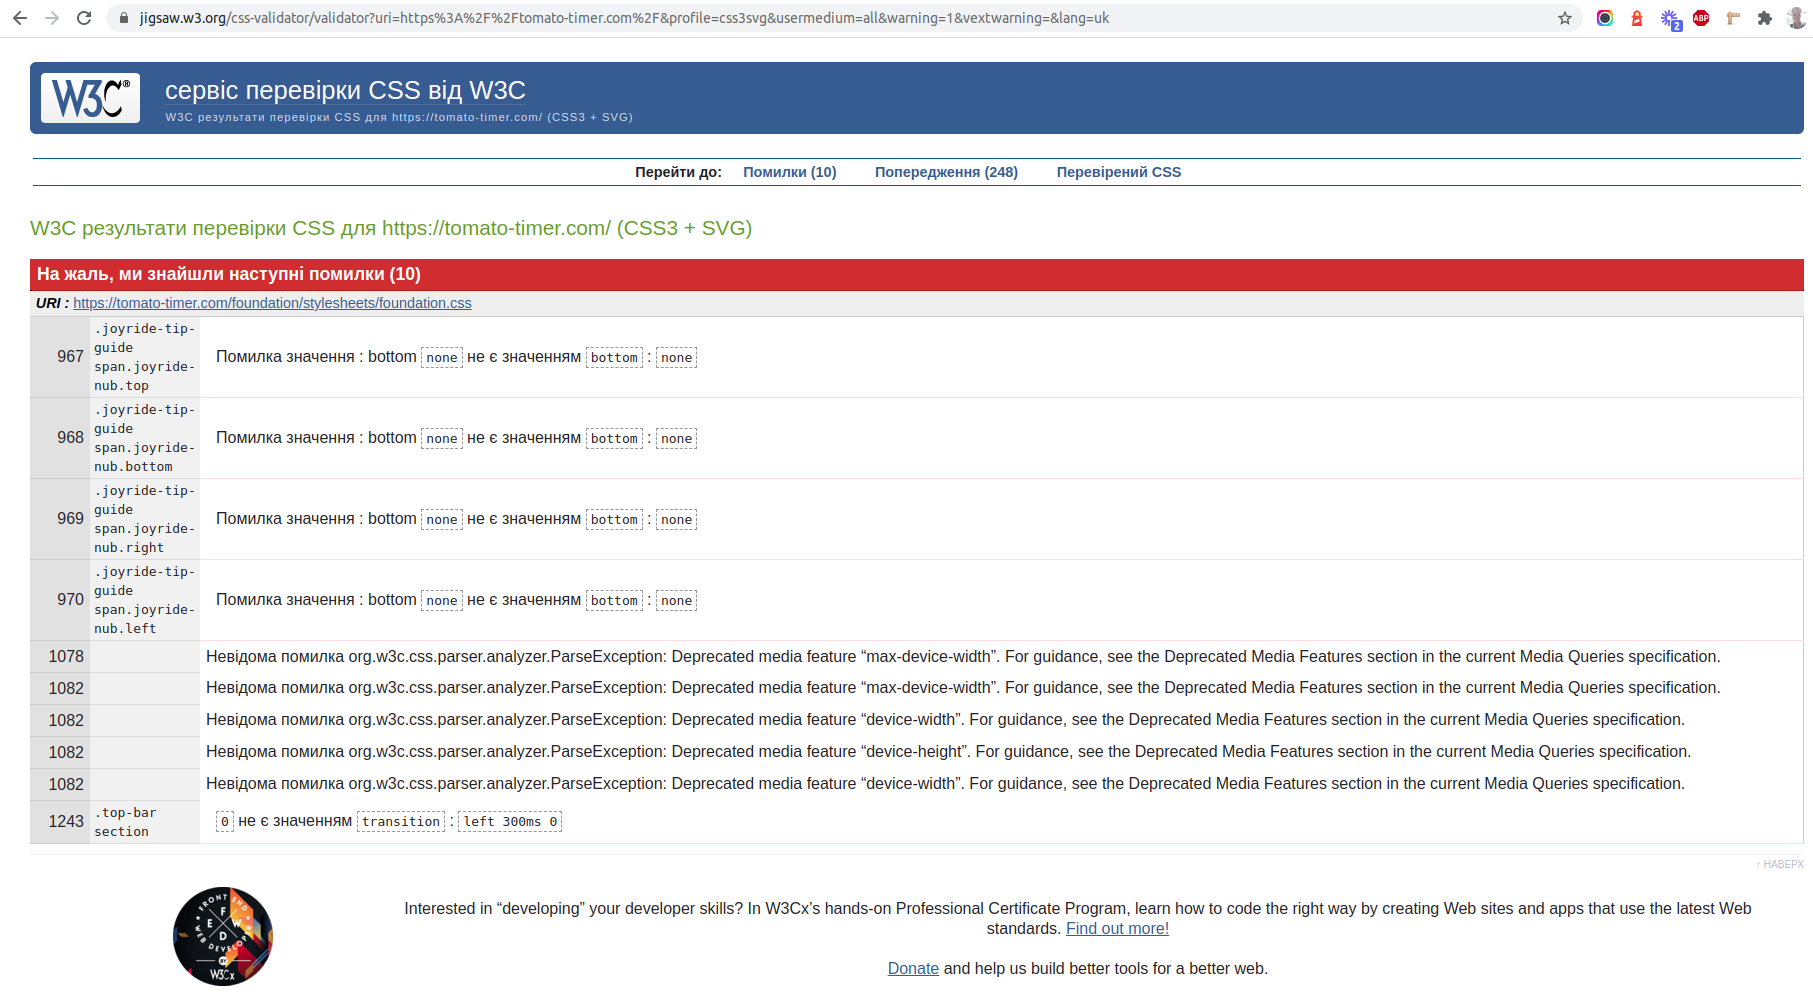 jigsaw.w3.org/css-validator/validator?uri=https%3A%2F%2Ftomato-timer.com%2F&profile=css3svg&usermedium=all&warning=1&vextwarning=&lang=uk
2
ABP
W3C®
сервіс перевірки CSS від W3C
W3C результати перевірки CSS для https://tomato-timer.com/ (CSS3 + SVG)
Перейти до: Помилки (10) Попередження (248) Перевірений CSS
W3C результати перевірки CSS для https://tomato-timer.com/ (CSS3 + SVG)
На жаль, ми знайшли наступні помилки (10)
URI : https://tomato-timer.com/foundation/stylesheets/foundation.css
967
.joyride-tip-
guide
span.joyride-
nub.top
Помилка значення : bottom none не є значенням bottom : none
968
.joyride-tip-
guide
span.joyride-
nub.bottom
Помилка значення : bottom none не є значенням bottom : none
969
.joyride-tip-
guide
span.joyride-
nub.right
Помилка значення : bottom none не є значенням bottom : none
970
.joyride-tip-
guide
span.joyride-
nub.left
Помилка значення : bottom none не є значенням bottom : none
1078 Невідома помилка org.w3c.css.parser.analyzer.ParseException: Deprecated media feature “max-device-width”. For guidance, see the Deprecated Media Features section in the current Media Queries specification.
1082 Невідома помилка org.w3c.css.parser.analyzer.ParseException: Deprecated media feature “max-device-width”. For guidance, see the Deprecated Media Features section in the current Media Queries specification.
1082 Невідома помилка org.w3c.css.parser.analyzer.ParseException: Deprecated media feature “device-width”. For guidance, see the Deprecated Media Features section in the current Media Queries specification.
1082 Невідома помилка org.w3c.css.parser.analyzer.ParseException: Deprecated media feature “device-height”. For guidance, see the Deprecated Media Features section in the current Media Queries specification.
1082 Невідома помилка org.w3c.css.parser.analyzer.ParseException: Deprecated media feature “device-width”. For guidance, see the Deprecated Media Features section in the current Media Queries specification.
1243
.top-bar
section
0 не є значенням transition : left 300ms 0
↑ НАВЕРХ
FRONT END
F
E W
D
WEB DEVELOPER
BY
W3Cx
Interested in “developing” your developer skills? In W3Cx’s hands-on Professional Certificate Program, learn how to code the right way by creating Web sites and apps that use the latest Web
standards. Find out more!
Donate and help us build better tools for a better web.